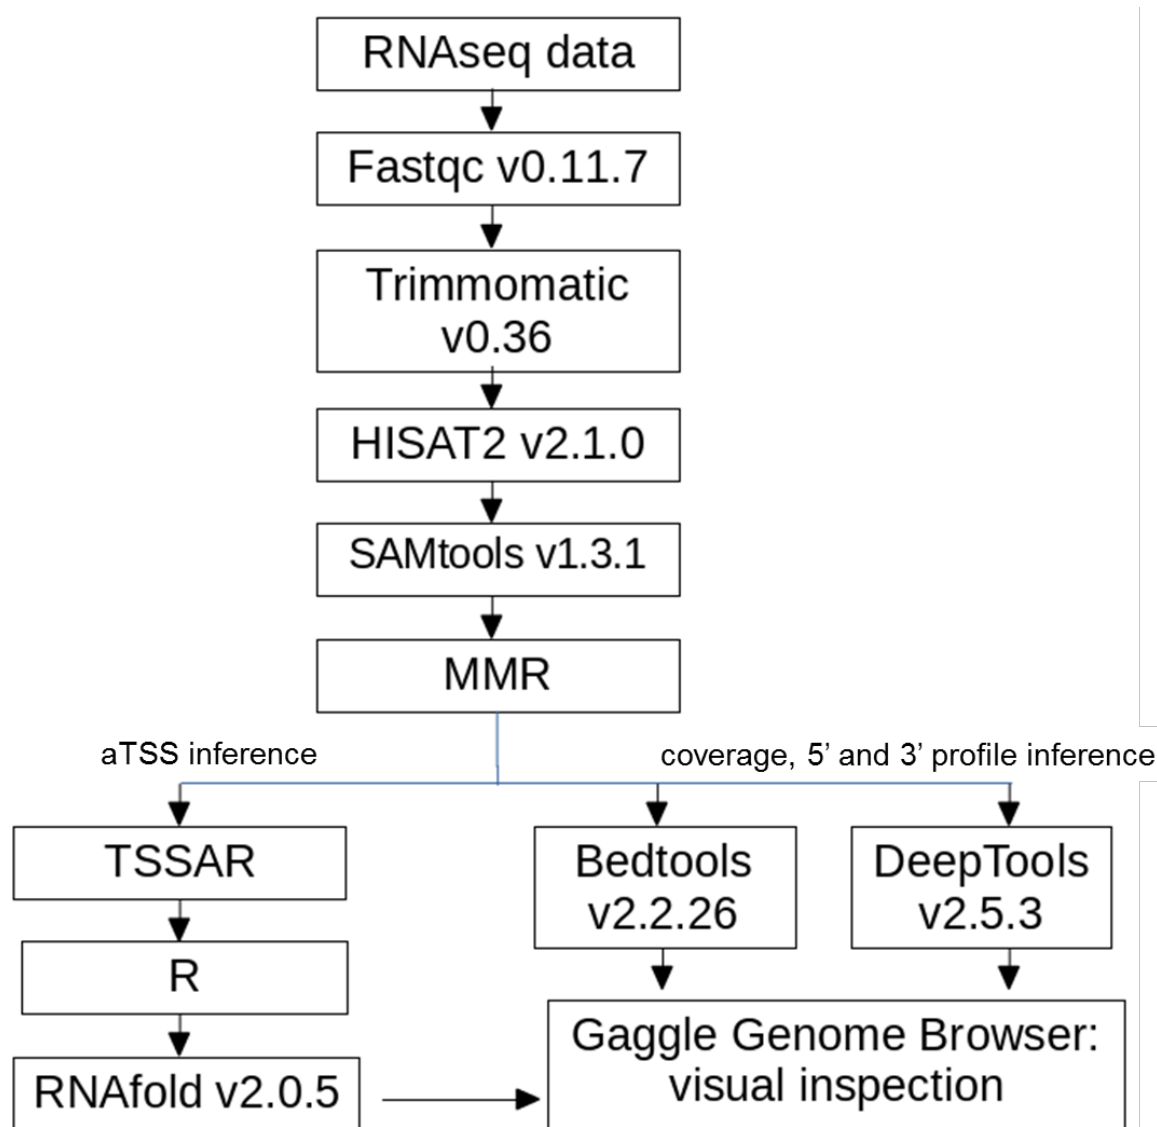 RNAseq data
Fastqc v0.11.7
Trimmomatic
v0.36
HISAT2 v2.1.0
SAMtools v1.3.1
MMR
aTSS inference
coverage, 5’ and 3’ profile inference
TSSAR
Bedtools
v2.2.26
DeepTools
v2.5.3
R
RNAfold v2.0.5
Gaggle Genome Browser:
visual inspection